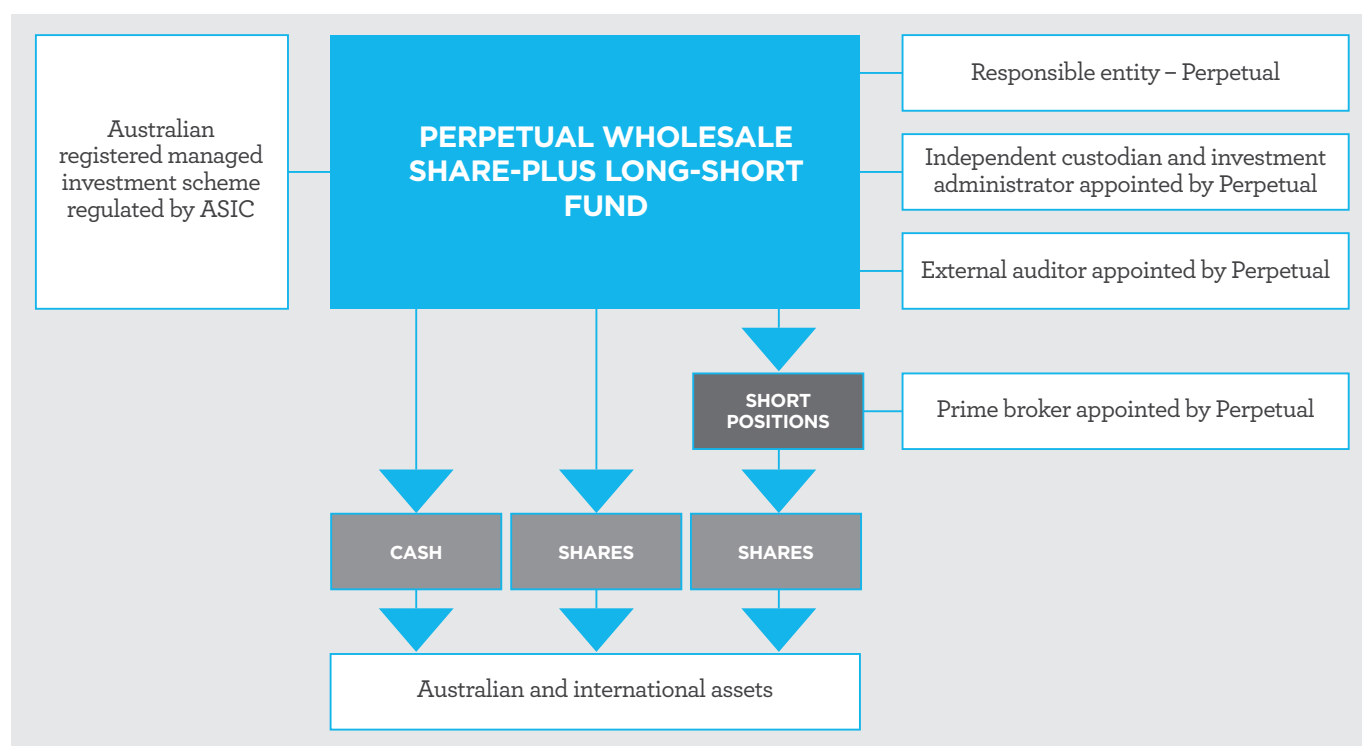 Australian
registered managed
investment scheme
regulated by ASIC
PERPETUAL WHOLESALE
SHARE-PLUS LONG-SHORT
FUND
Responsible entity – Perpetual
Independent custodian and investment
administrator appointed by Perpetual
External auditor appointed by Perpetual
SHORT
POSITIONS
Prime broker appointed by Perpetual
CASH
SHARES
SHARES
Australian and international assets